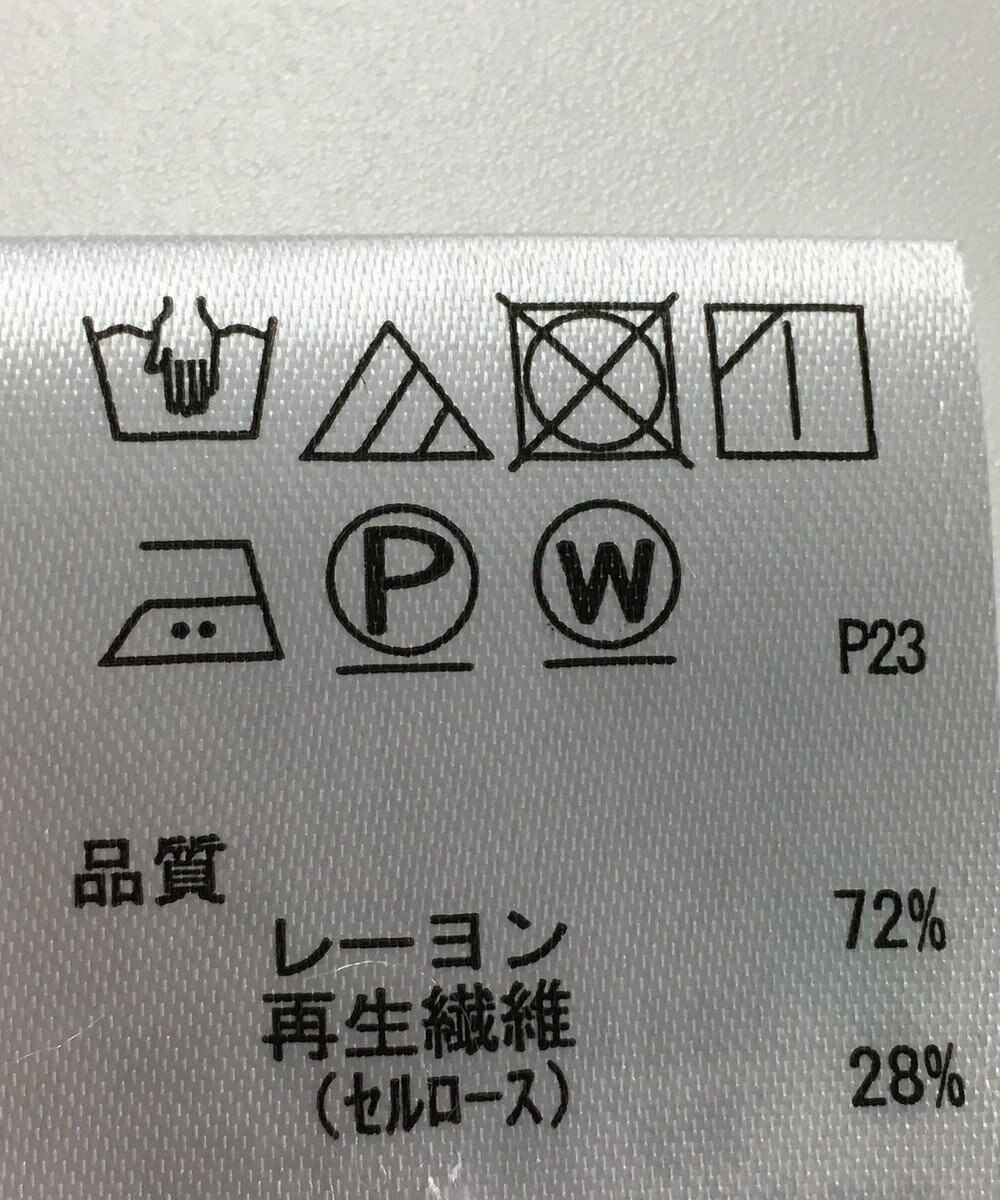 P W
P23
品質
レーヨン 72%
再生繊維
(セルロース) 28%